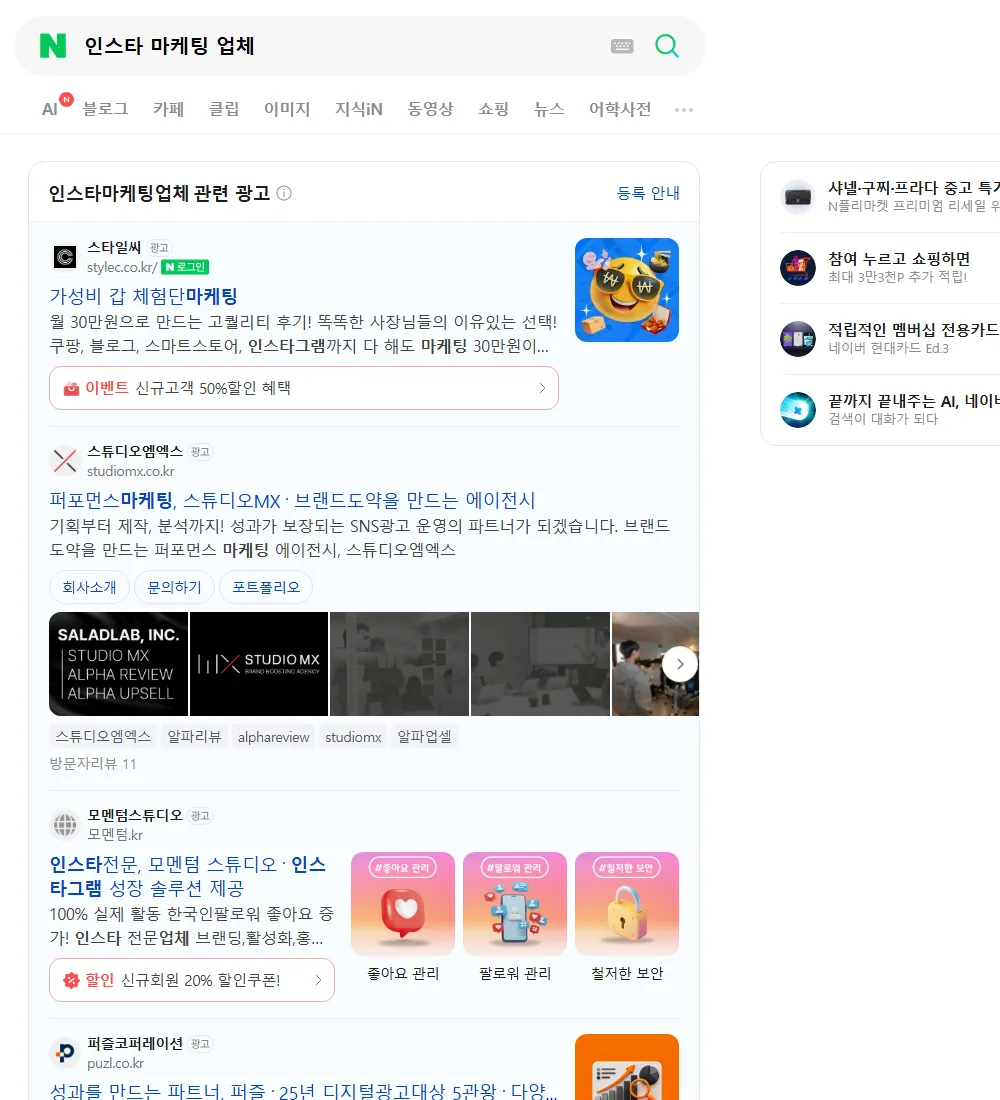 인스타 마케팅 업체
AI N 블로그 카페 클립 이미지 지식iN 동영상 쇼핑 뉴스 어학사전
인스타마케팅업체 관련 광고
등록 안내
스타일씨 광고
stylec.co.kr/ N 로그인
가성비 갑 체험단마케팅
월 30만원으로 만드는 고퀄리티 후기! 똑똑한 사장님들의 이유있는 선택!
쿠팡, 블로그, 스마트스토어, 인스타그램까지 다 해도 마케팅 30만원이...
이벤트 신규고객 50%할인 혜택
스튜디오엠엑스 광고
studiomx.co.kr
퍼포먼스마케팅, 스튜디오MX · 브랜드도약을 만드는 에이전시
기획부터 제작, 분석까지! 성과가 보장되는 SNS광고 운영의 파트너가 되겠습니다. 브랜드
도약을 만드는 퍼포먼스 마케팅 에이전시, 스튜디오엠엑스
회사소개 문의하기 포트폴리오
SALADLAB, INC.
STUDIO MX
ALPHA REVIEW
ALPHA UPSELL
STUDIO MX
BRAND BOOSTING AGENCY
스튜디오엠엑스 알파리뷰 alphareview studiomx 알파업셀
방문자리뷰 11
모멘텀스튜디오 광고
모멘텀.kr
인스타전문, 모멘텀 스튜디오 · 인스
타그램 성장 솔루션 제공
100% 실제 활동 한국인팔로워 좋아요 증
가! 인스타 전문업체 브랜딩,활성화,홍...
할인 신규회원 20% 할인쿠폰!
#좋아요 관리
좋아요 관리
#팔로워 관리
팔로워 관리
#철저한 보안
철저한 보안
퍼즐코퍼레이션 광고
puzl.co.kr
성과를 만드는 파트너, 퍼즐 · 25년 디지털광고대상 5관왕 · 다양...
샤넬·구찌·프라다 중고 특가
N플리마켓 프리미엄 리세일 위
참여 누르고 쇼핑하면
최대 3만3천P 추가 적립!
적립적인 멤버십 전용카드
네이버 현대카드 Ed.3
끝까지 끝내주는 AI, 네이버
검색이 대화가 되다